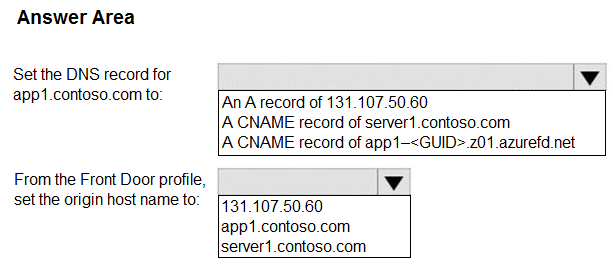 Answer Area
Set the DNS record for
app1.contoso.com to:
An A record of 131.107.50.60
A CNAME record of server1.contoso.com
A CNAME record of app1–<GUID>.z01.azurefd.net
From the Front Door profile,
set the origin host name to:
131.107.50.60
app1.contoso.com
server1.contoso.com